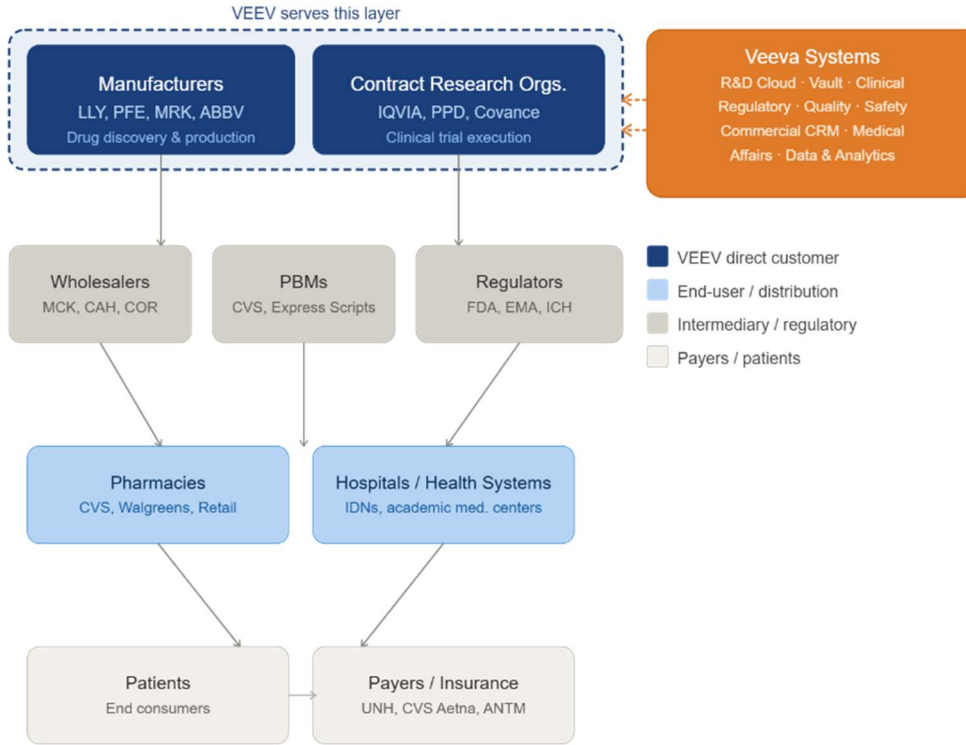 VEEV serves this layer
Manufacturers
LLY, PFE, MRK, ABBV
Drug discovery & production
Contract Research Orgs.
IQVIA, PPD, Covance
Clinical trial execution
Veeva Systems
R&D Cloud · Vault · Clinical
Regulatory · Quality · Safety
Commercial CRM · Medical
Affairs · Data & Analytics
Wholesalers
MCK, CAH, COR
PBMs
CVS, Express Scripts
Regulators
FDA, EMA, ICH
VEEV direct customer
End-user / distribution
Intermediary / regulatory
Payers / patients
Pharmacies
CVS, Walgreens, Retail
Hospitals / Health Systems
IDNs, academic med. centers
Patients
End consumers
Payers / Insurance
UNH, CVS Aetna, ANTM